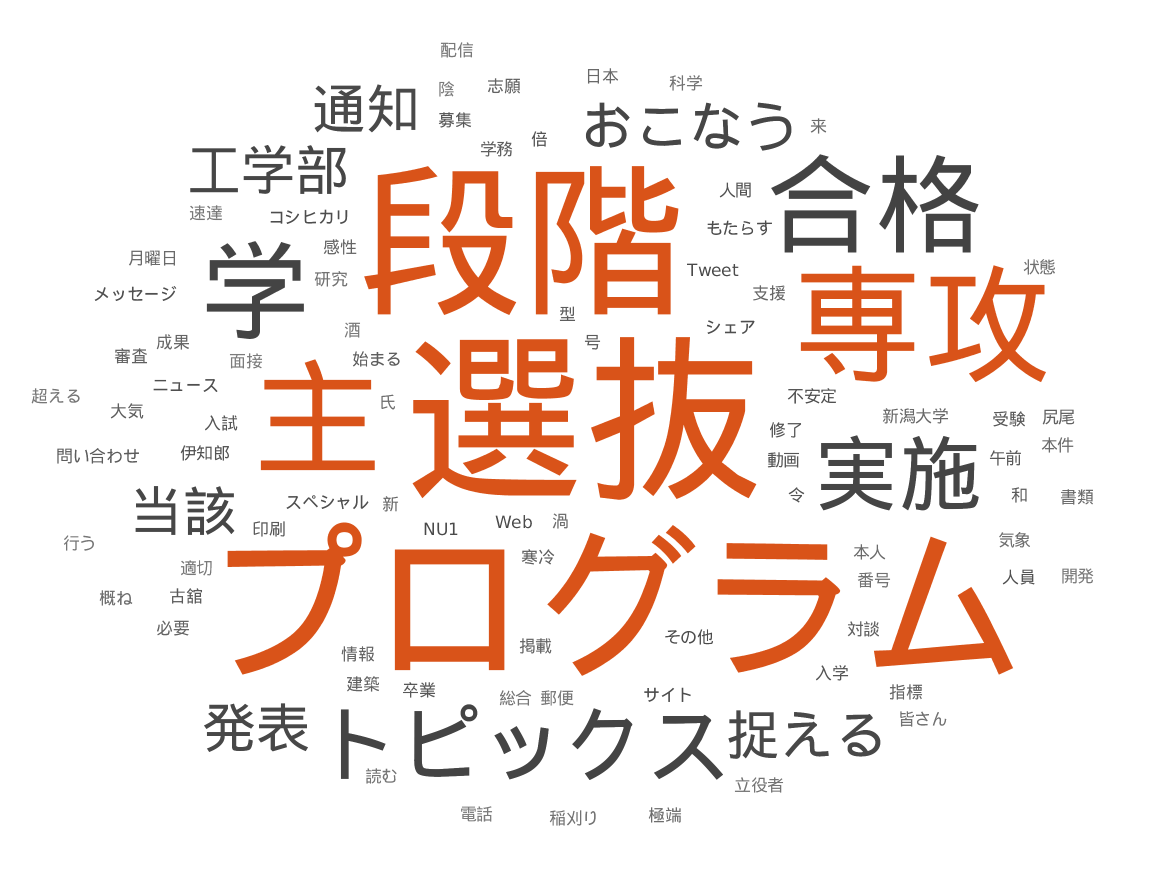 配信
日本
科学
陰
志願
通知
募集
おこなう
来
倍
学務
工学部
段階
人間
合格
速達
コシヒカリ
もたらす
月曜日
学
感性
Tweet
専攻
状態
研究
支援
メッセージ
型
シェア
酒
号
成果
審査
面接
始まる
選抜
ニュース
主
超える
氏
不安定
大気
入試
新潟大学
受験
尻尾
修了
本件
問い合わせ
伊知郎
動画
実施
午前
当該
スペシャル
新
令
和
書類
印刷
NU1
Web
渦
行う
寒冷
気象
適切
プログラム
本人
番号
人員
開発
概ね
古舘
必要
その他
対談
情報
掲載
建築
卒業
入学
総合
郵便
サイト
指標
皆さん
発表
トピックス
捉える
読む
立役者
電話
稲刈り
極端